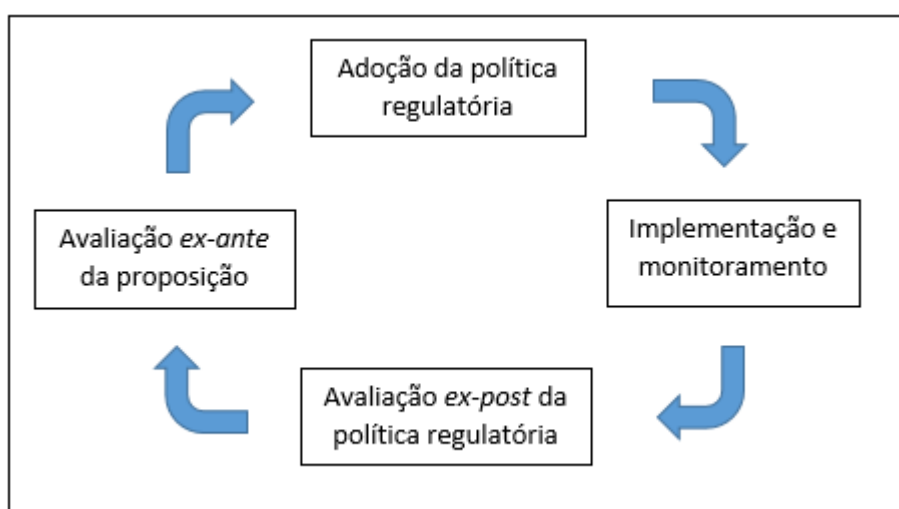 Adoção da política
regulatória
Implementação e
monitoramento
Avaliação ex-post da
política regulatória
Avaliação ex-ante
da proposição